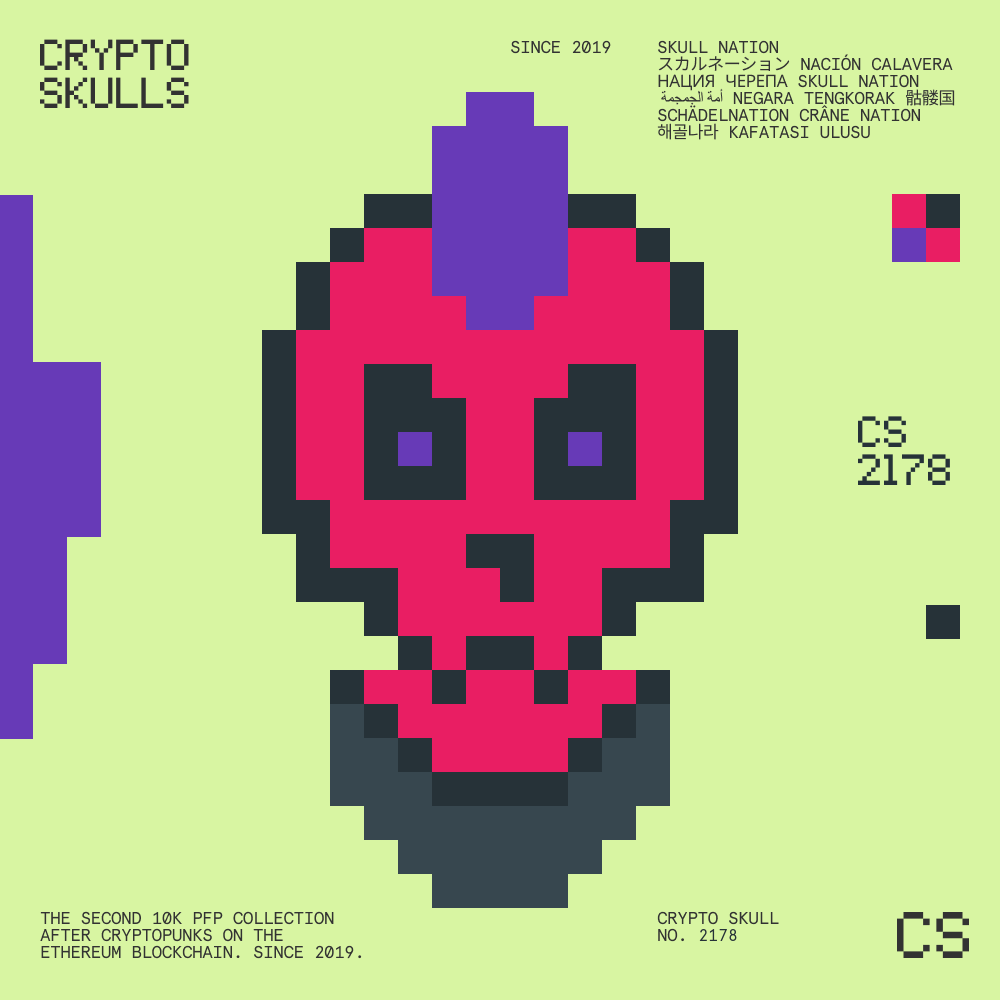 CRYPTO
SKULLS
SINCE 2019
SKULL NATION
スカルネーション NACIÓN CALAVERA
НАЦИЯ ЧЕРЕПА SKULL NATION
أمة الجمجمة NEGARA TENGKORAK 骷髅国
SCHÄDELNATION CRÂNE NATION
해골나라 KAFATASI ULUSU
CS
2178
THE SECOND 10K PFP COLLECTION
AFTER CRYPTOPUNKS ON THE
ETHEREUM BLOCKCHAIN. SINCE 2019.
CRYPTO SKULL
NO. 2178
CS